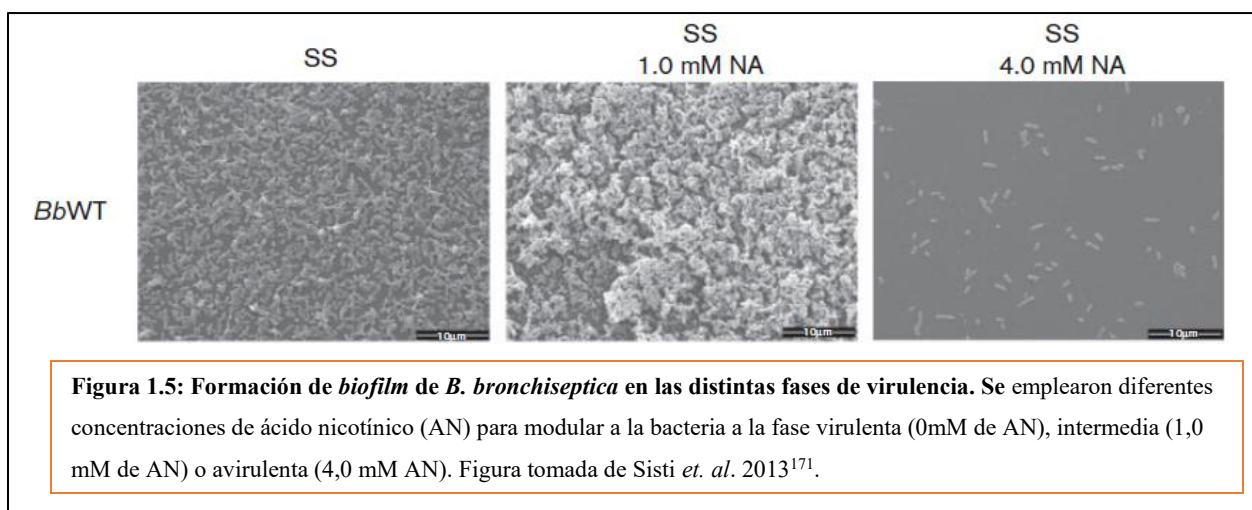 SS
SS
1.0 mM NA
SS
4.0 mM NA
BbWT
10µm
10µm
10µm
Figura 1.5: Formación de biofilm de B. bronchiseptica en las distintas fases de virulencia. Se emplearon diferentes
concentraciones de ácido nicotínico (AN) para modular a la bacteria a la fase virulenta (0mM de AN), intermedia (1,0
mM de AN) o avirulenta (4,0 mM AN). Figura tomada de Sisti et. al. 2013¹⁷¹.